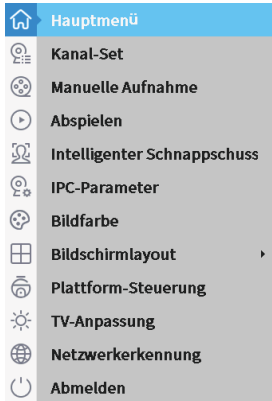 Hauptmenü
Kanal-Set
Manuelle Aufnahme
Abspielen
Intelligenter Schnappschuss
IPC-Parameter
Bildfarbe
Bildschirmlayout
Plattform-Steuerung
TV-Anpassung
Netzwerkerkennung
Abmelden